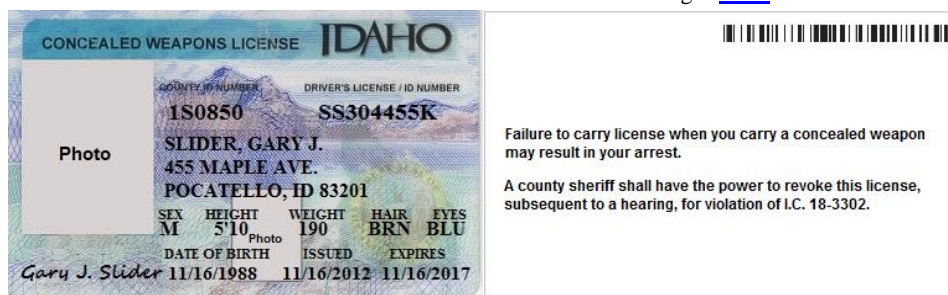 CONCEALED WEAPONS LICENSE IDAHO
COUNTY ID NUMBER DRIVER'S LICENSE / ID NUMBER
1S0850 SS304455K
Photo
SLIDER, GARY J.
455 MAPLE AVE.
POCATELLO, ID 83201
SEX HEIGHT WEIGHT HAIR EYES
M 5'10 190 BRN BLU
Photo
DATE OF BIRTH ISSUED EXPIRES
Gary J. Slider 11/16/1988 11/16/2012 11/16/2017
Failure to carry license when you carry a concealed weapon
may result in your arrest.
A county sheriff shall have the power to revoke this license,
subsequent to a hearing, for violation of I.C. 18-3302.